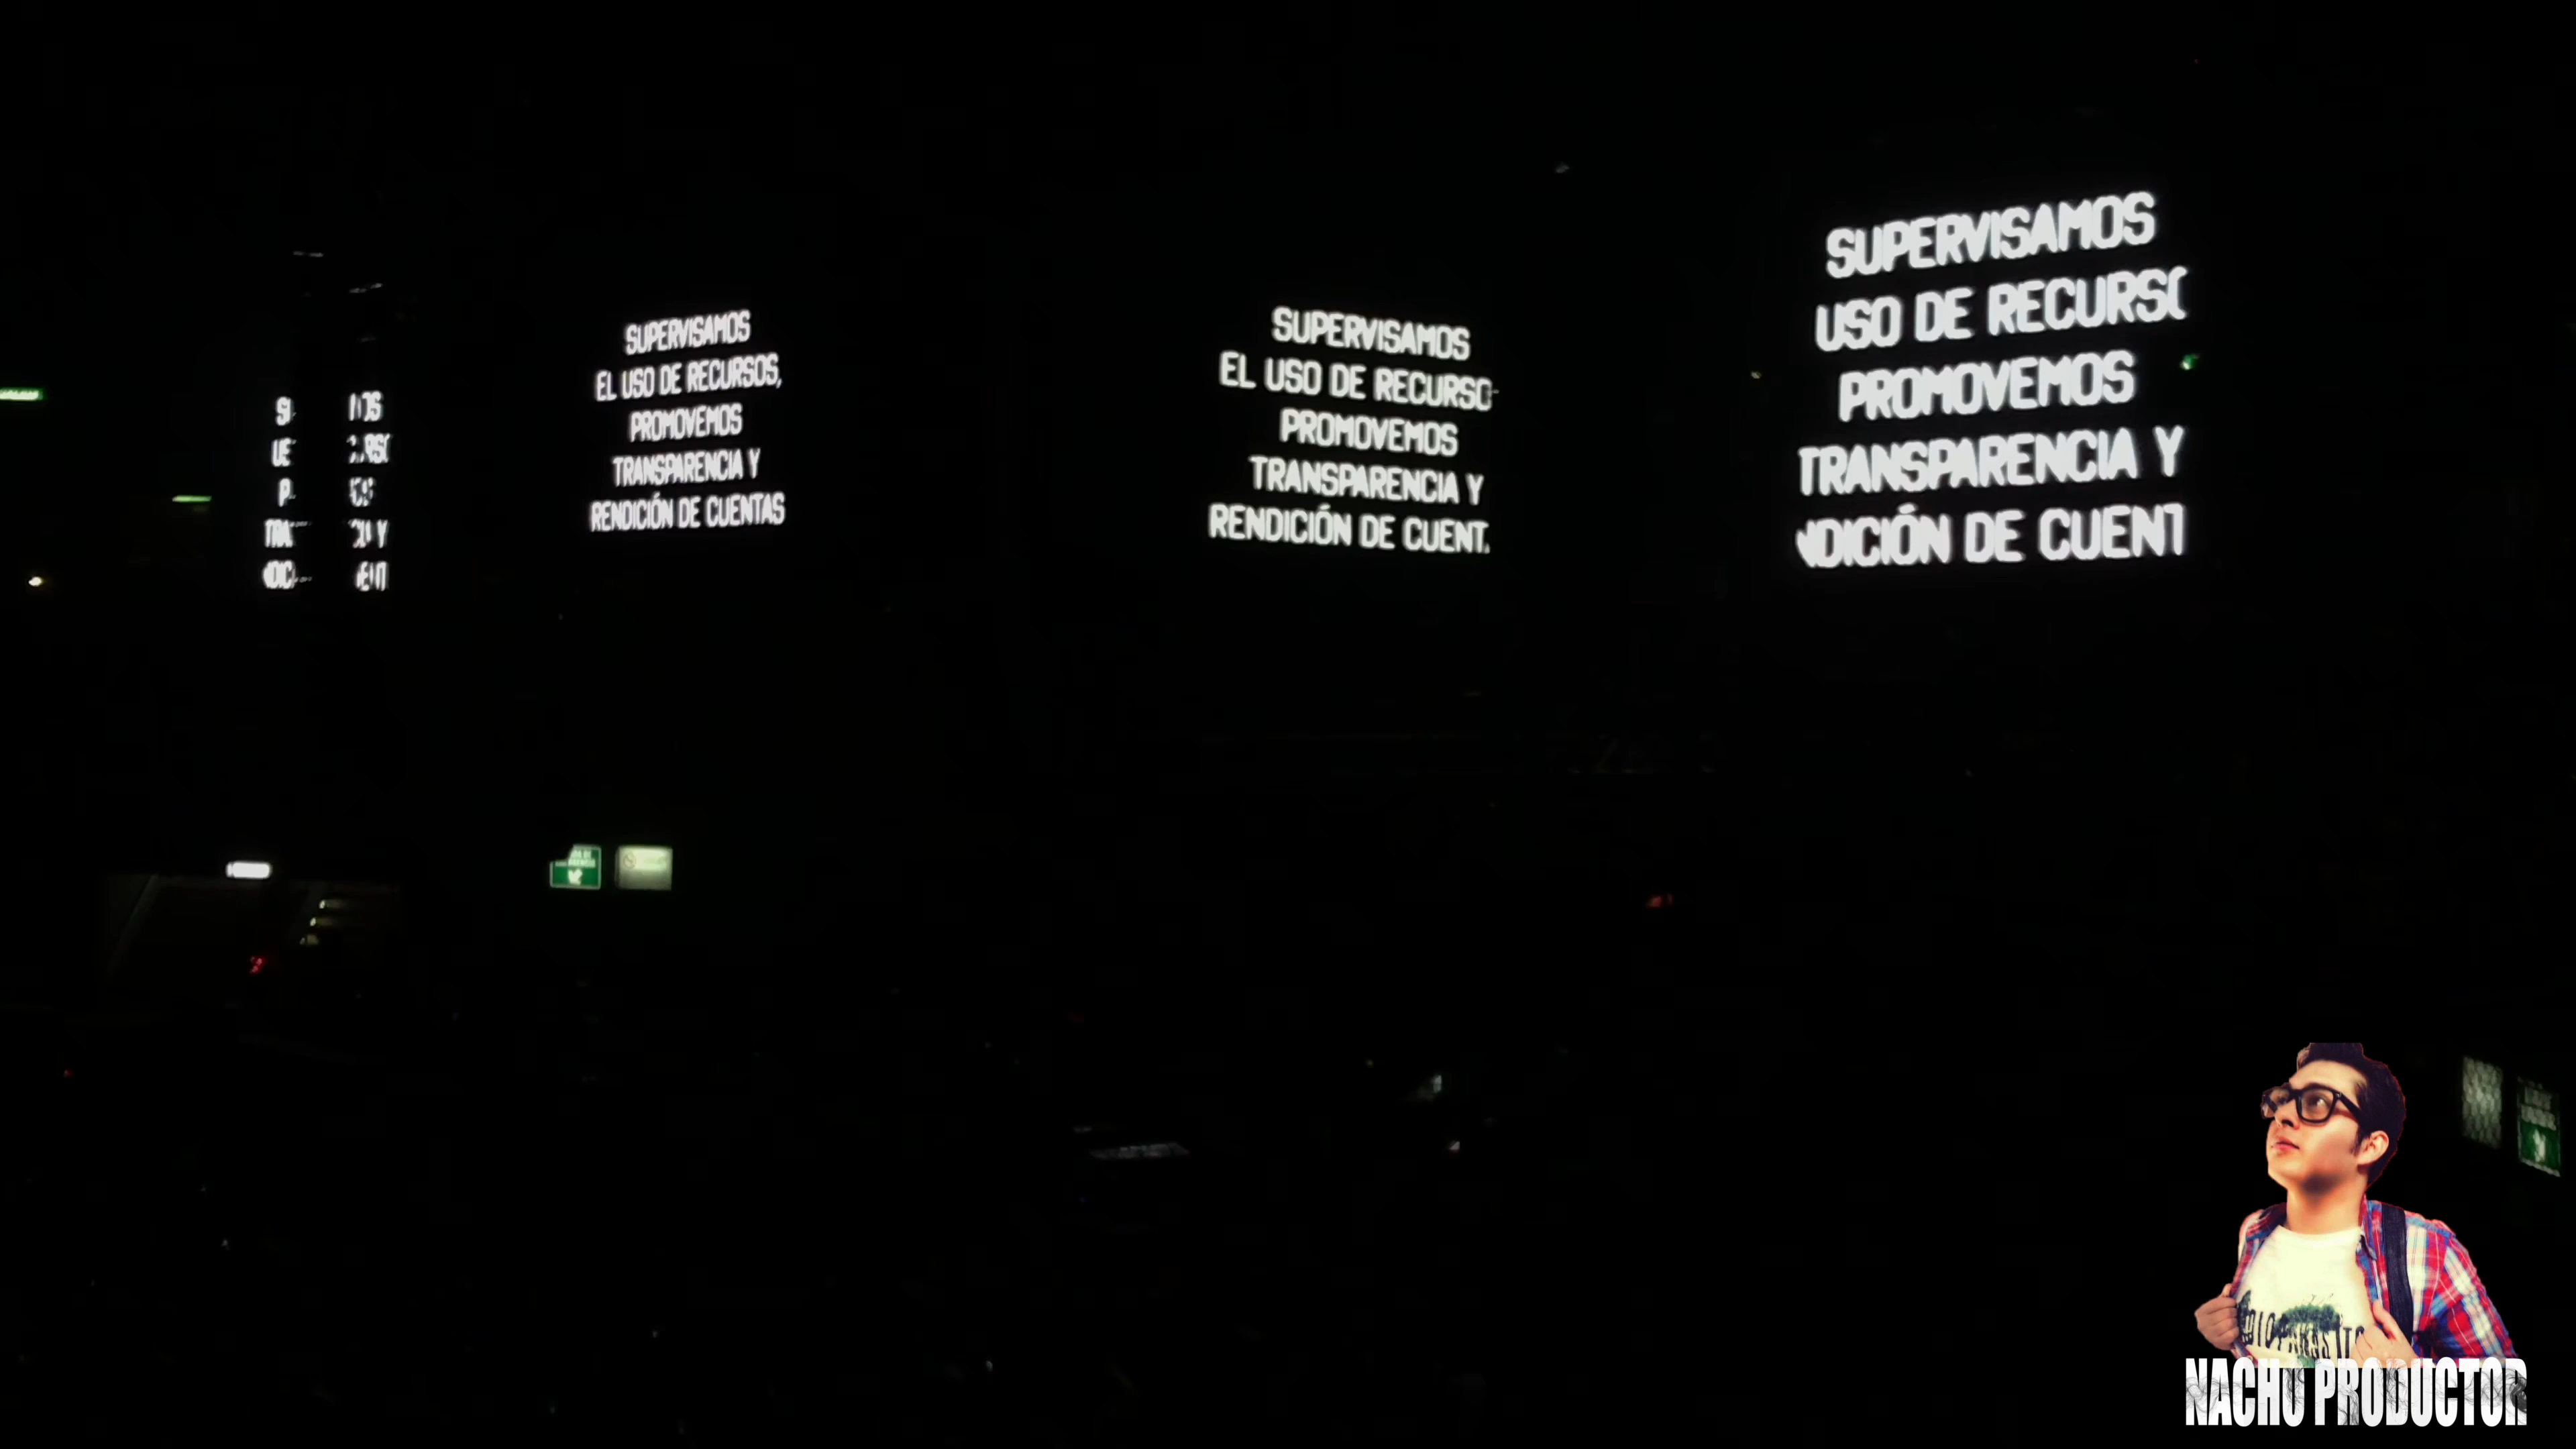 SUPERVISAMOS
EL USO DE RECURSOS,
PROMOVEMOS
TRANSPARENCIA Y
RENDICIÓN DE CUENTAS
SUPERVISAMOS
EL USO DE RECURSO
PROMOVEMOS
TRANSPARENCIA Y
RENDICIÓN DE CUENT
SUPERVISAMOS
USO DE RECURSO
PROMOVEMOS
TRANSPARENCIA Y
NDICIÓN DE CUENT
NACHO PRODUCTOR